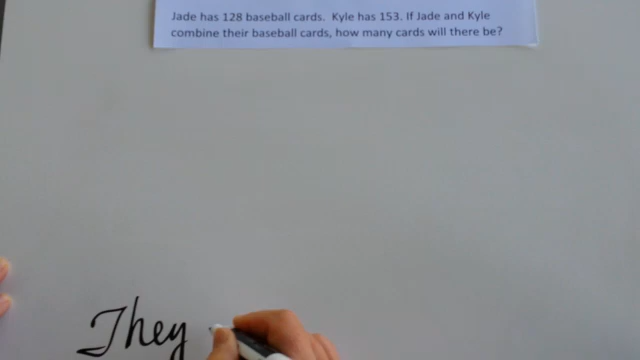 Jade has 128 baseball cards. Kyle has 153. If Jade and Kyle
combine their baseball cards, how many cards will there be?
They